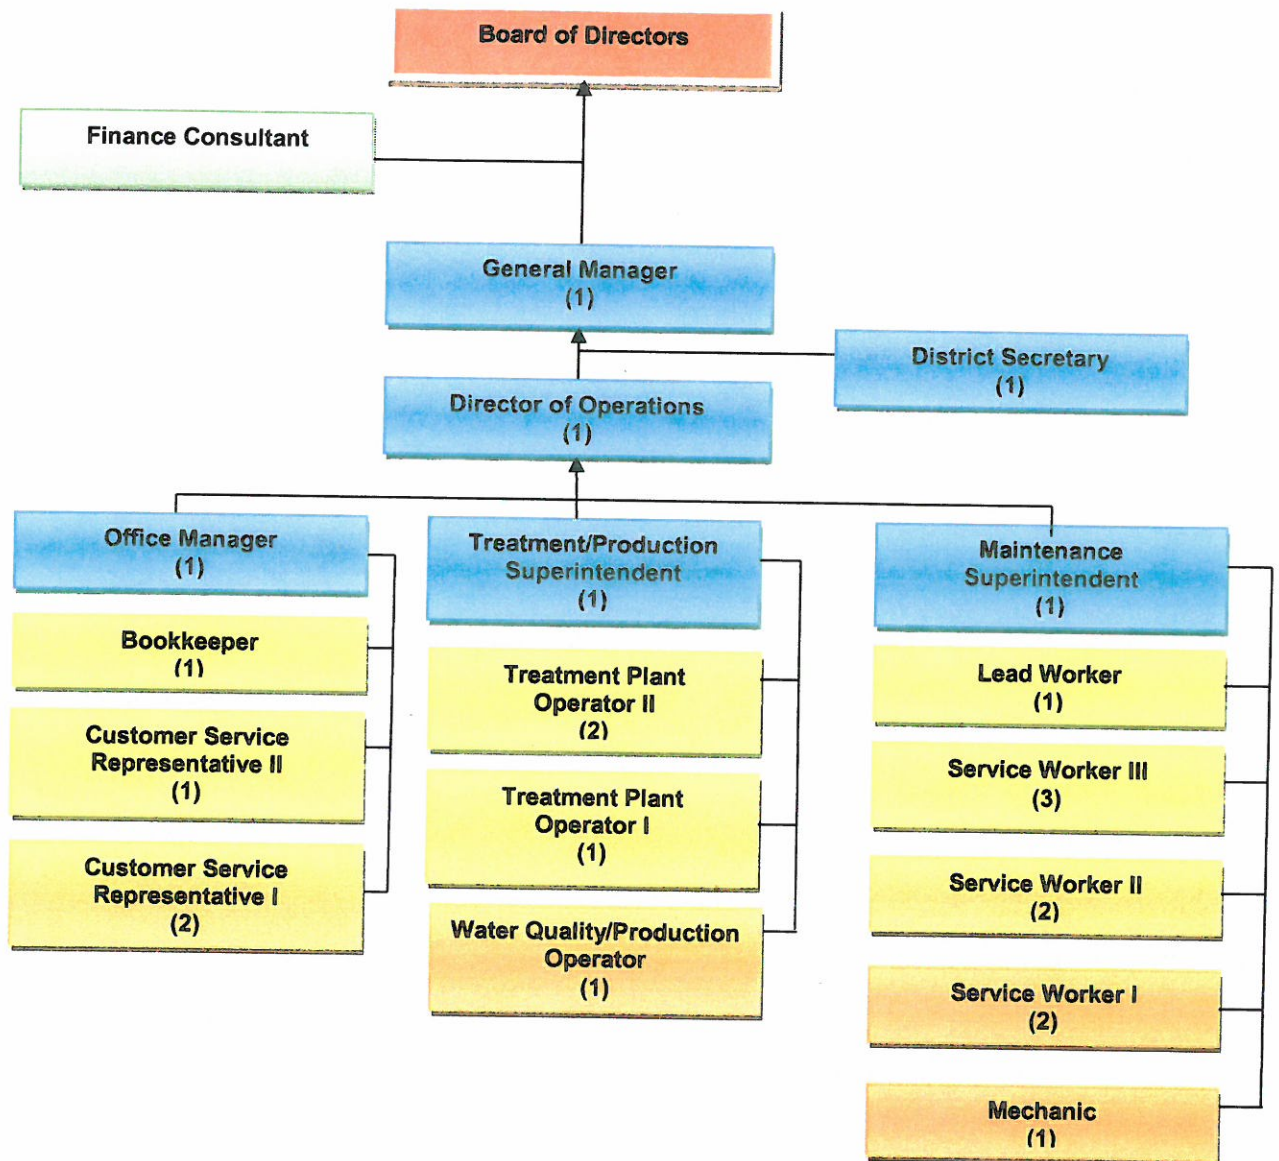 Board of Directors
Finance Consultant
General Manager
(1)
District Secretary
(1)
Director of Operations
(1)
Office Manager
(1)
Bookkeeper
(1)
Customer Service
Representative II
(1)
Customer Service
Representative I
(2)
Treatment/Production
Superintendent
(1)
Treatment Plant
Operator II
(2)
Treatment Plant
Operator I
(1)
Water Quality/Production
Operator
(1)
Maintenance
Superintendent
(1)
Lead Worker
(1)
Service Worker III
(3)
Service Worker II
(2)
Service Worker I
(2)
Mechanic
(1)